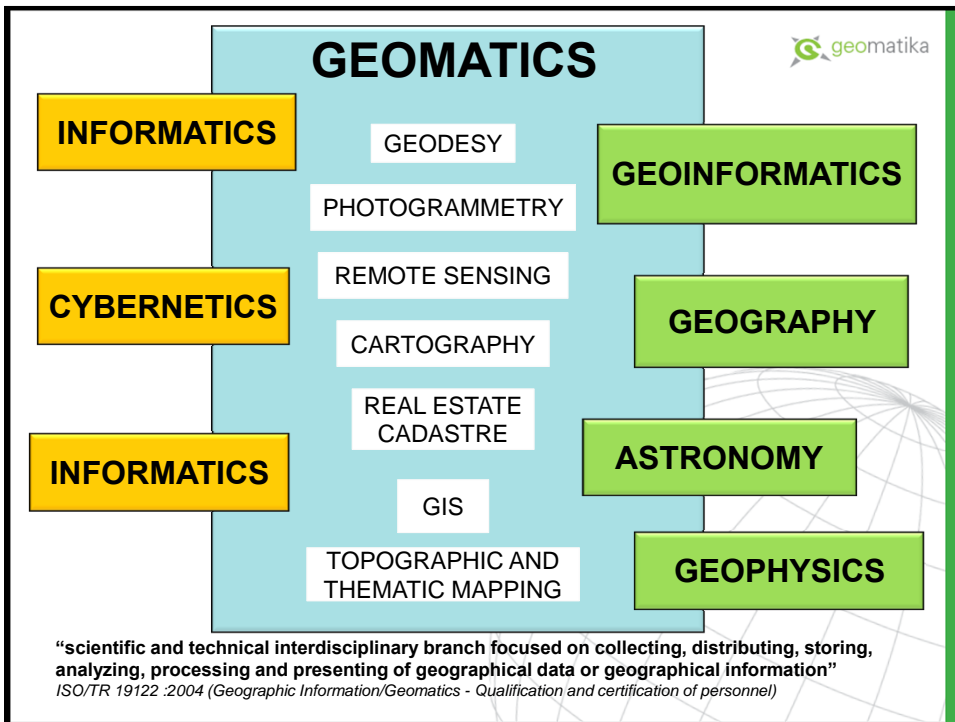 GEOMATICS
geomatika
INFORMATICS
CYBERNETICS
INFORMATICS
GEODESY
PHOTOGRAMMETRY
REMOTE SENSING
CARTOGRAPHY
REAL ESTATE
CADASTRE
GIS
TOPOGRAPHIC AND
THEMATIC MAPPING
GEOINFORMATICS
GEOGRAPHY
ASTRONOMY
GEOPHYSICS
“scientific and technical interdisciplinary branch focused on collecting, distributing, storing,
analyzing, processing and presenting of geographical data or geographical information”
ISO/TR 19122 :2004 (Geographic Information/Geomatics - Qualification and certification of personnel)